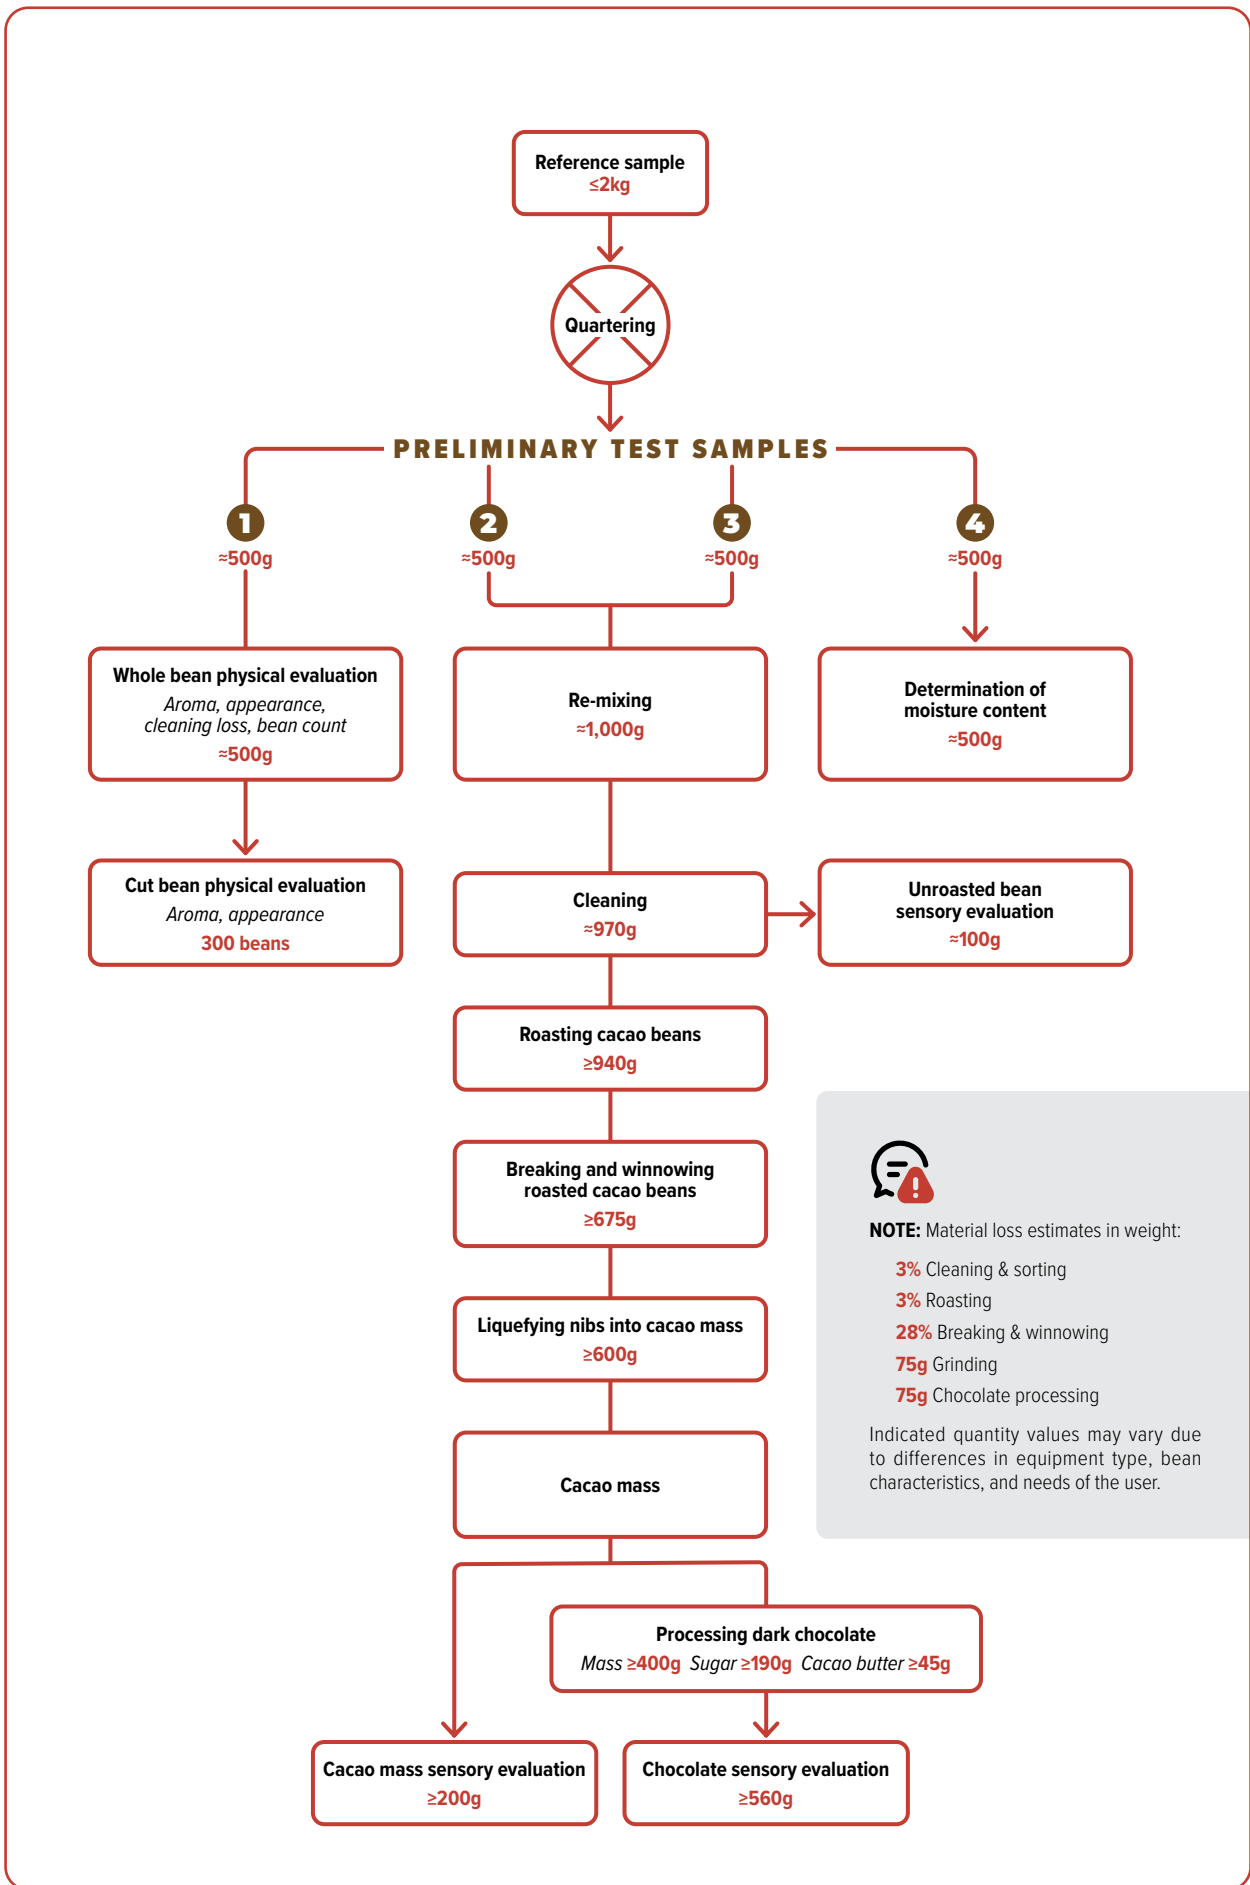 Reference sample
≤2kg
Quartering
PRELIMINARY TEST SAMPLES
1
2
3
4
≈500g
≈500g
≈500g
≈500g
Whole bean physical evaluation
Aroma, appearance,
cleaning loss, bean count
≈500g
Re-mixing
≈1,000g
Determination of
moisture content
≈500g
Cut bean physical evaluation
Aroma, appearance
300 beans
Cleaning
≈970g
Unroasted bean
sensory evaluation
≈100g
Roasting cacao beans
≥940g
Breaking and winnowing
roasted cacao beans
≥675g
Liquefying nibs into cacao mass
≥600g
Cacao mass
NOTE: Material loss estimates in weight:
3% Cleaning & sorting
3% Roasting
28% Breaking & winnowing
75g Grinding
75g Chocolate processing
Indicated quantity values may vary due
to differences in equipment type, bean
characteristics, and needs of the user.
Processing dark chocolate
Mass ≥400g Sugar ≥190g Cacao butter ≥45g
Cacao mass sensory evaluation
≥200g
Chocolate sensory evaluation
≥560g